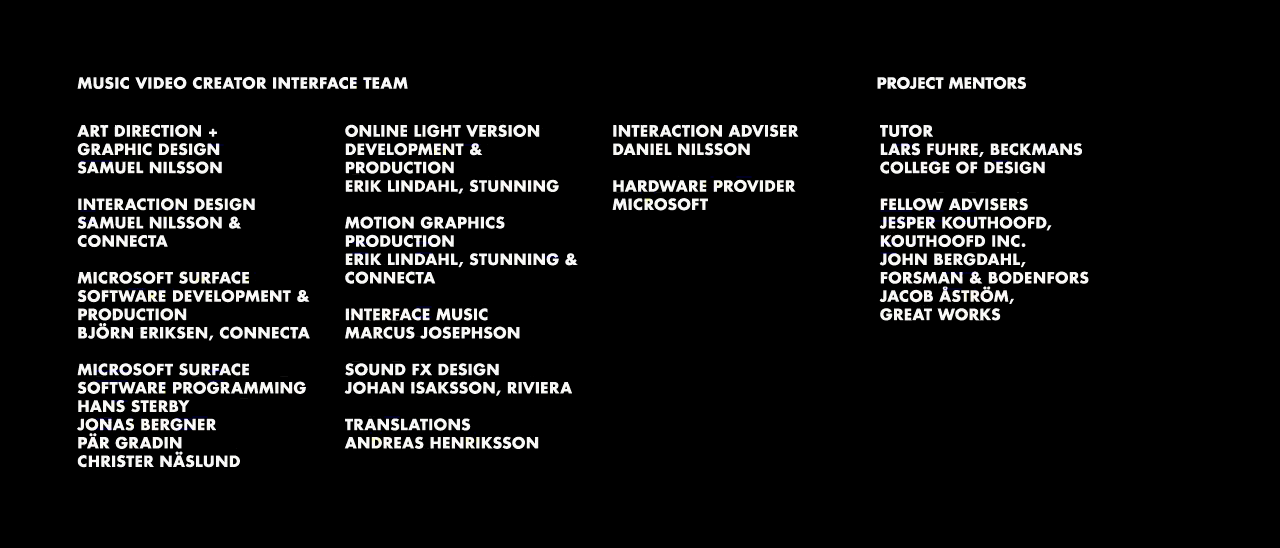 MUSIC VIDEO CREATOR INTERFACE TEAM
ART DIRECTION +
GRAPHIC DESIGN
SAMUEL NILSSON
INTERACTION DESIGN
SAMUEL NILSSON &
CONNECTA
MICROSOFT SURFACE
SOFTWARE DEVELOPMENT &
PRODUCTION
BJÖRN ERIKSEN, CONNECTA
MICROSOFT SURFACE
SOFTWARE PROGRAMMING
HANS STERBY
JONAS BERGNER
PÄR GRADIN
CHRISTER NÄSLUND
ONLINE LIGHT VERSION
DEVELOPMENT &
PRODUCTION
ERIK LINDAHL, STUNNING
MOTION GRAPHICS
PRODUCTION
ERIK LINDAHL, STUNNING &
CONNECTA
INTERFACE MUSIC
MARCUS JOSEPHSON
SOUND FX DESIGN
JOHAN ISAKSSON, RIVIERA
TRANSLATIONS
ANDREAS HENRIKSSON
INTERACTION ADVISER
DANIEL NILSSON
HARDWARE PROVIDER
MICROSOFT
PROJECT MENTORS
TUTOR
LARS FUHRE, BECKMANS
COLLEGE OF DESIGN
FELLOW ADVISERS
JESPER KOUTHOOFD,
KOUTHOOFD INC.
JOHN BERGDAHL,
FORSMAN & BODENFORS
JACOB ÅSTRÖM,
GREAT WORKS